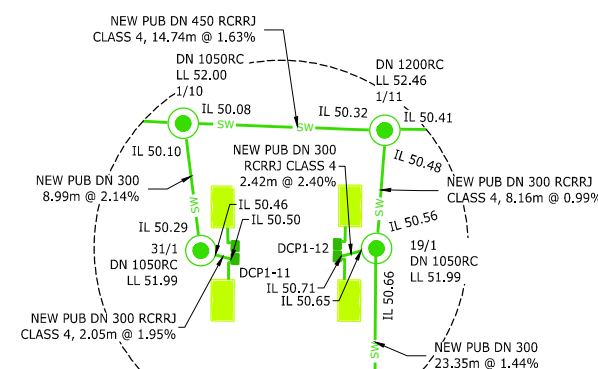 NEW PUB DN 450 RCRRJ
CLASS 4, 14.74m @ 1.63%
DN 1050RC
LL 52.00
1/10
DN 1200RC
LL 52.46
1/11
IL 50.08
SW
SW
IL 50.32
IL 50.41
IL 50.10
NEW PUB DN 300
RCRRJ CLASS 4
2.42m @ 2.40%
IL 50.48
NEW PUB DN 300
8.99m @ 2.14%
SW
IL 50.46
IL 50.50
SW
NEW PUB DN 300 RCRRJ
CLASS 4, 8.16m @ 0.99%
IL 50.29
IL 50.56
31/1
DN 1050RC
LL 51.99
DCP1-11
DCP1-12
19/1
DN 1050RC
LL 51.99
IL 50.71
IL 50.65
IL 50.66
NEW PUB DN 300 RCRRJ
CLASS 4, 2.05m @ 1.95%
SW
NEW PUB DN 300
23.35m @ 1.44%